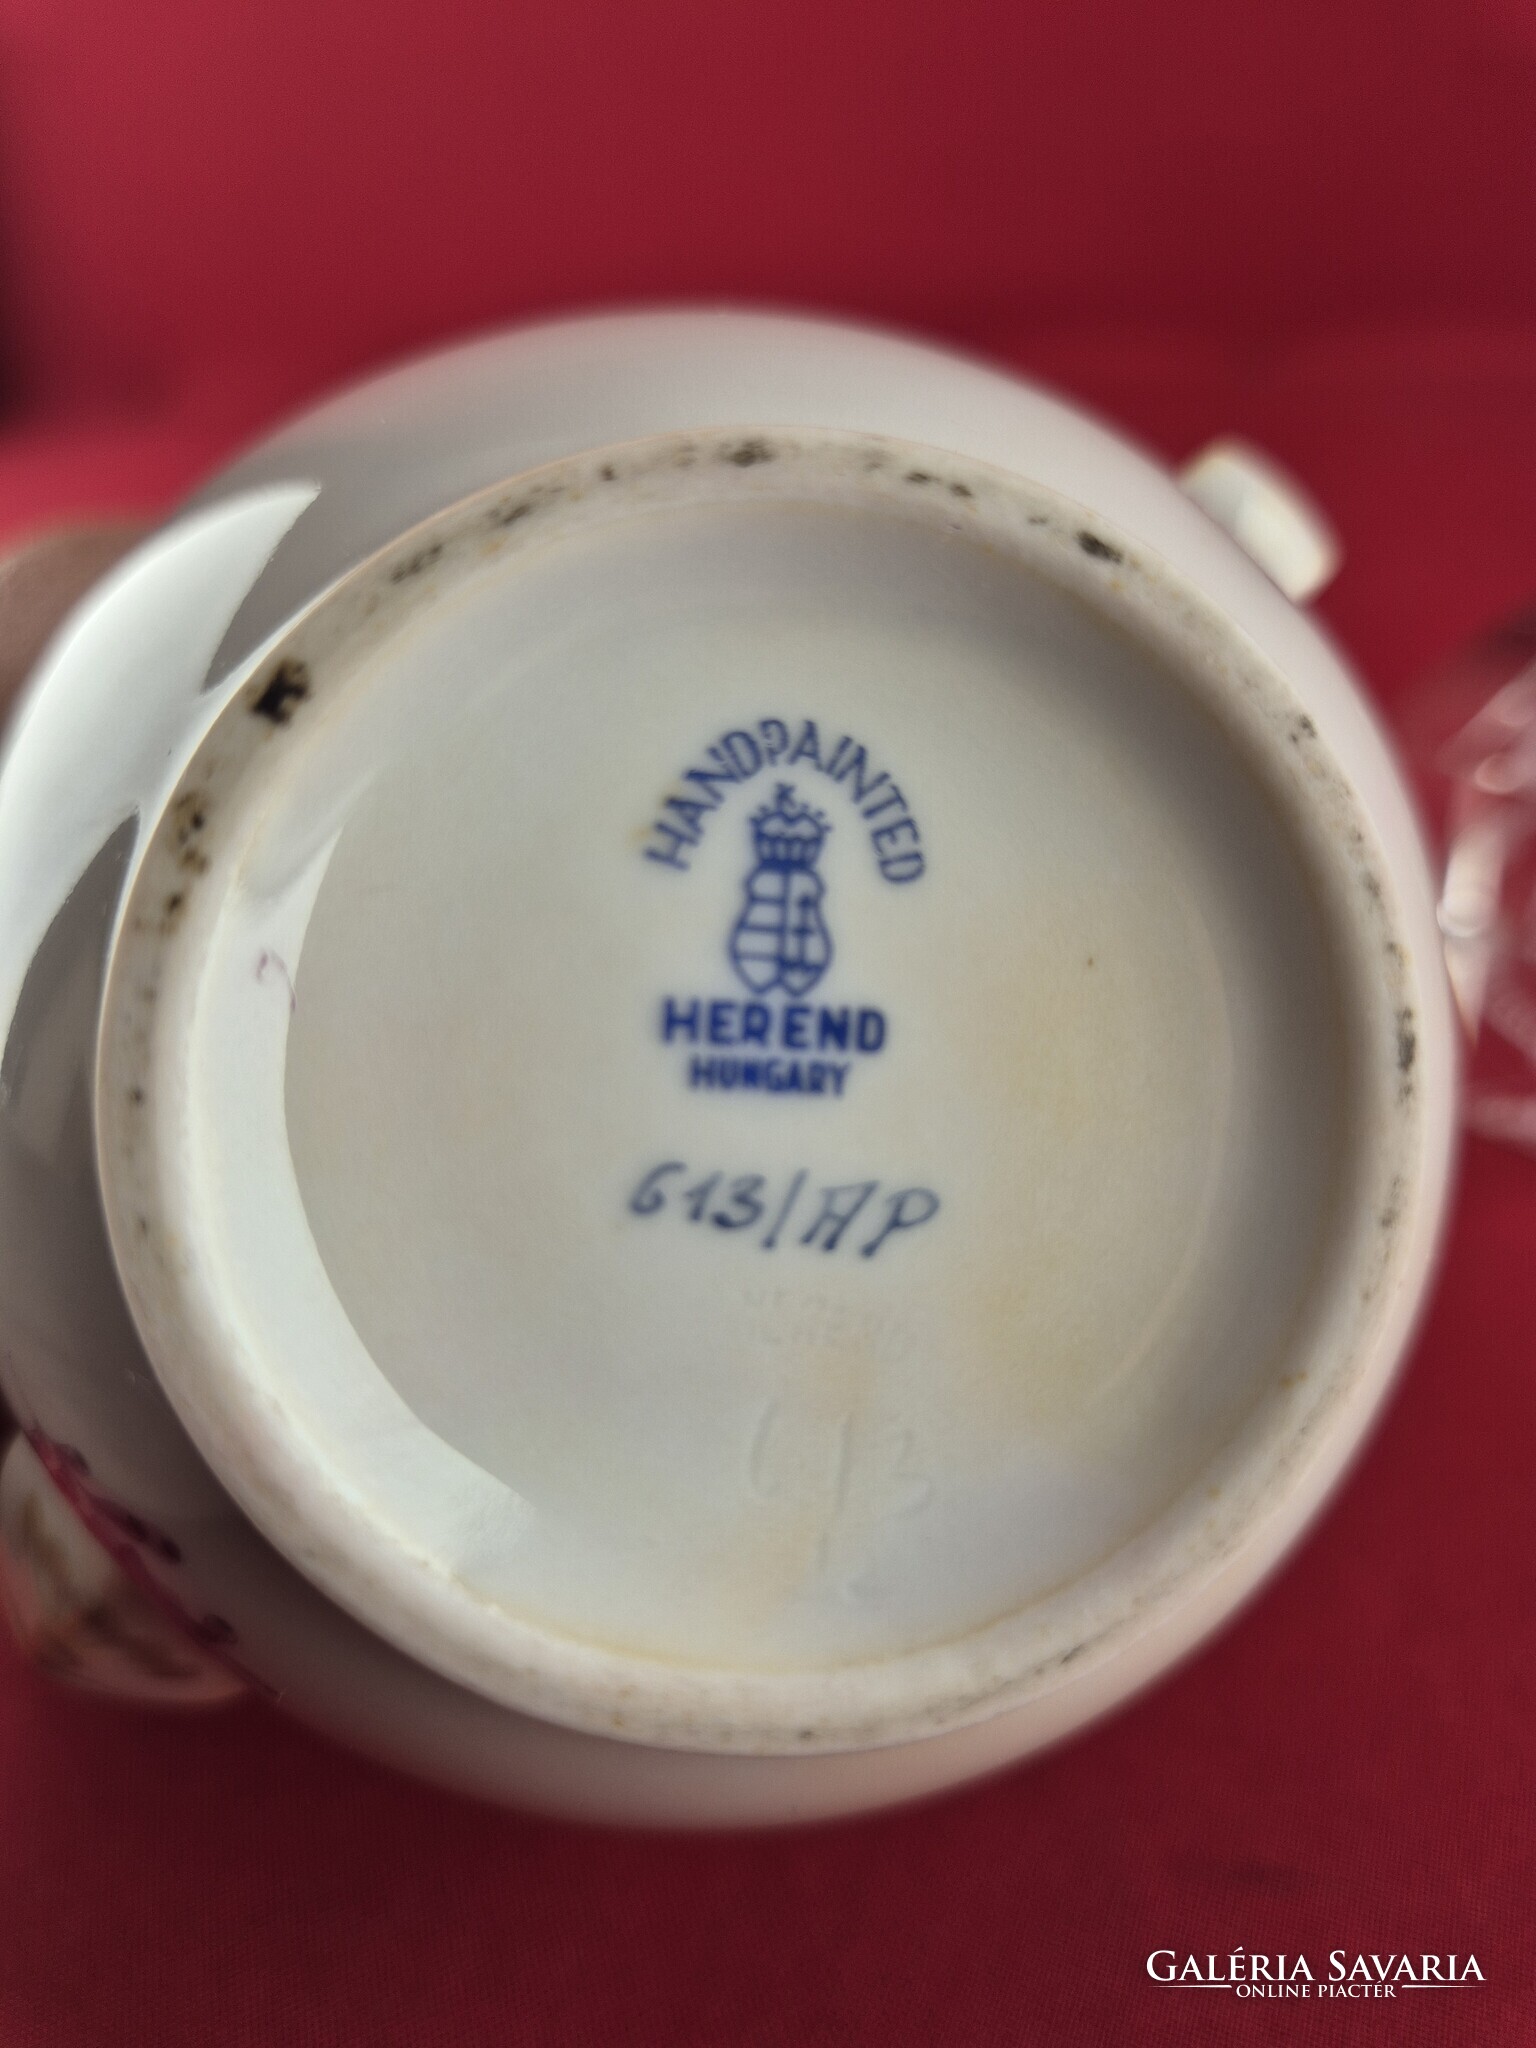 HANDPAINTED
HEREND
HUNGARY
613/AP
GALÉRIA SAVARIA
ONLINE PIACTÉR